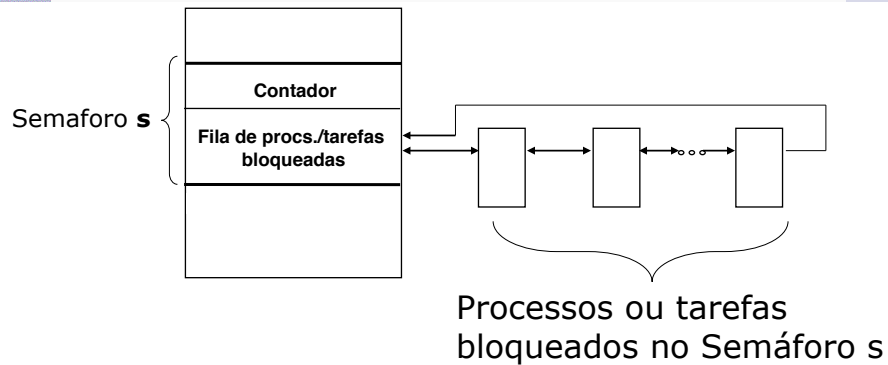 Semaforo s
Contador
Fila de procs./tarefas
bloqueadas
Processos ou tarefas
bloqueados no Semáforo s